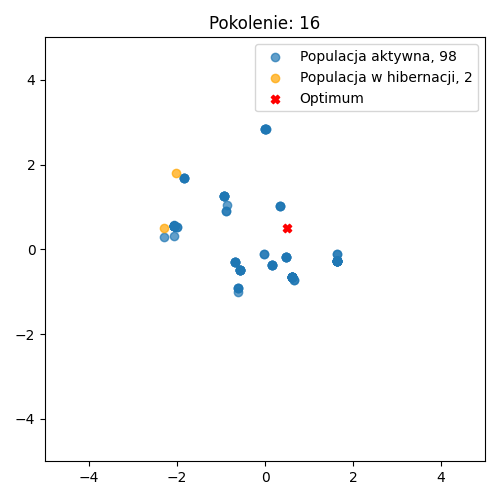 Pokolenie: 16
Populacja aktywna, 98
Populacja w hibernacji, 2
Optimum
4
2
0
−2
−4
−4 −2 0 2 4